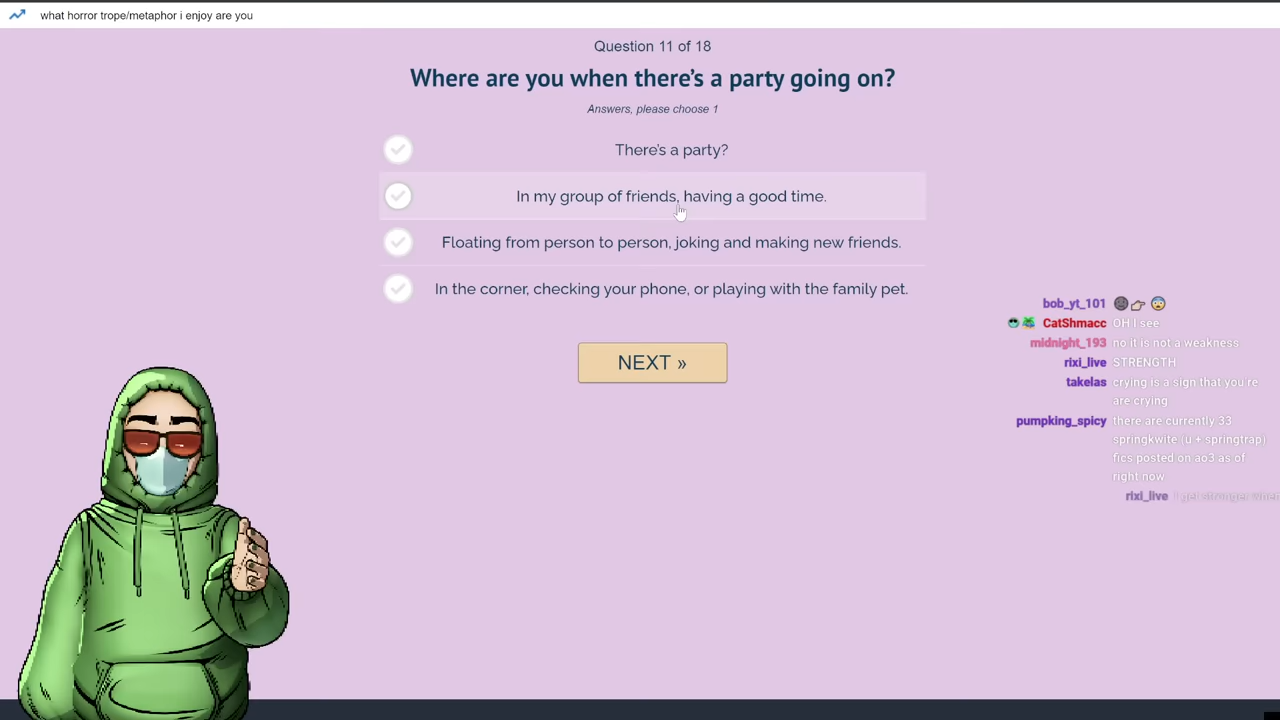 what horror trope/metaphor i enjoy are you
Question 11 of 18
Where are you when there's a party going on?
Answers, please choose 1
There's a party?
In my group of friends, having a good time.
Floating from person to person, joking and making new friends.
In the corner, checking your phone, or playing with the family pet.
NEXT »
bob_yt_101
CatShmacc OH I see
midnight_193 no it is not a weakness
rixi_live STRENGTH
takelas crying is a sign that you're
are crying
pumpking_spicy there are currently 33
springkwite (u + springtrap)
fics posted on ao3 as of
right now
rixi_live i get stronger